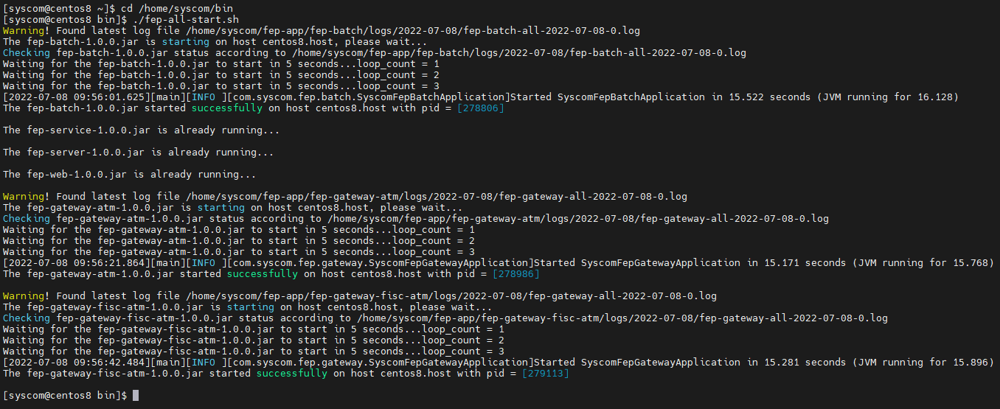 [syscom@centos8 ~]$ cd /home/syscom/bin
[syscom@centos8 bin]$ ./fep-all-start.sh
Warning! Found latest log file /home/syscom/fep-app/fep-batch/logs/2022-07-08/fep-batch-all-2022-07-08-0.log
The fep-batch-1.0.0.jar is starting on host centos8.host, please wait...
Checking fep-batch-1.0.0.jar status according to /home/syscom/fep-app/fep-batch/logs/2022-07-08/fep-batch-all-2022-07-08-0.log
Waiting for the fep-batch-1.0.0.jar to start in 5 seconds...loop_count = 1
Waiting for the fep-batch-1.0.0.jar to start in 5 seconds...loop_count = 2
Waiting for the fep-batch-1.0.0.jar to start in 5 seconds...loop_count = 3
[2022-07-08 09:56:01.625][main][INFO ][com.syscom.fep.batch.SyscomFepBatchApplication]Started SyscomFepBatchApplication in 15.522 seconds (JVM running for 16.128)
The fep-batch-1.0.0.jar started successfully on host centos8.host with pid = [278806]

The fep-service-1.0.0.jar is already running...

The fep-server-1.0.0.jar is already running...

The fep-web-1.0.0.jar is already running...

Warning! Found latest log file /home/syscom/fep-app/fep-gateway-atm/logs/2022-07-08/fep-gateway-all-2022-07-08-0.log
The fep-gateway-atm-1.0.0.jar is starting on host centos8.host, please wait...
Checking fep-gateway-atm-1.0.0.jar status according to /home/syscom/fep-app/fep-gateway-atm/logs/2022-07-08/fep-gateway-all-2022-07-08-0.log
Waiting for the fep-gateway-atm-1.0.0.jar to start in 5 seconds...loop_count = 1
Waiting for the fep-gateway-atm-1.0.0.jar to start in 5 seconds...loop_count = 2
Waiting for the fep-gateway-atm-1.0.0.jar to start in 5 seconds...loop_count = 3
[2022-07-08 09:56:21.864][main][INFO ][com.syscom.fep.gateway.SyscomFepGatewayApplication]Started SyscomFepGatewayApplication in 15.171 seconds (JVM running for 15.768)
The fep-gateway-atm-1.0.0.jar started successfully on host centos8.host with pid = [278986]

Warning! Found latest log file /home/syscom/fep-app/fep-gateway-fisc-atm/logs/2022-07-08/fep-gateway-all-2022-07-08-0.log
The fep-gateway-fisc-atm-1.0.0.jar is starting on host centos8.host, please wait...
Checking fep-gateway-fisc-atm-1.0.0.jar status according to /home/syscom/fep-app/fep-gateway-fisc-atm/logs/2022-07-08/fep-gateway-all-2022-07-08-0.log
Waiting for the fep-gateway-fisc-atm-1.0.0.jar to start in 5 seconds...loop_count = 1
Waiting for the fep-gateway-fisc-atm-1.0.0.jar to start in 5 seconds...loop_count = 2
Waiting for the fep-gateway-fisc-atm-1.0.0.jar to start in 5 seconds...loop_count = 3
[2022-07-08 09:56:42.484][main][INFO ][com.syscom.fep.gateway.SyscomFepGatewayApplication]Started SyscomFepGatewayApplication in 15.281 seconds (JVM running for 15.896)
The fep-gateway-fisc-atm-1.0.0.jar started successfully on host centos8.host with pid = [279113]

[syscom@centos8 bin]$